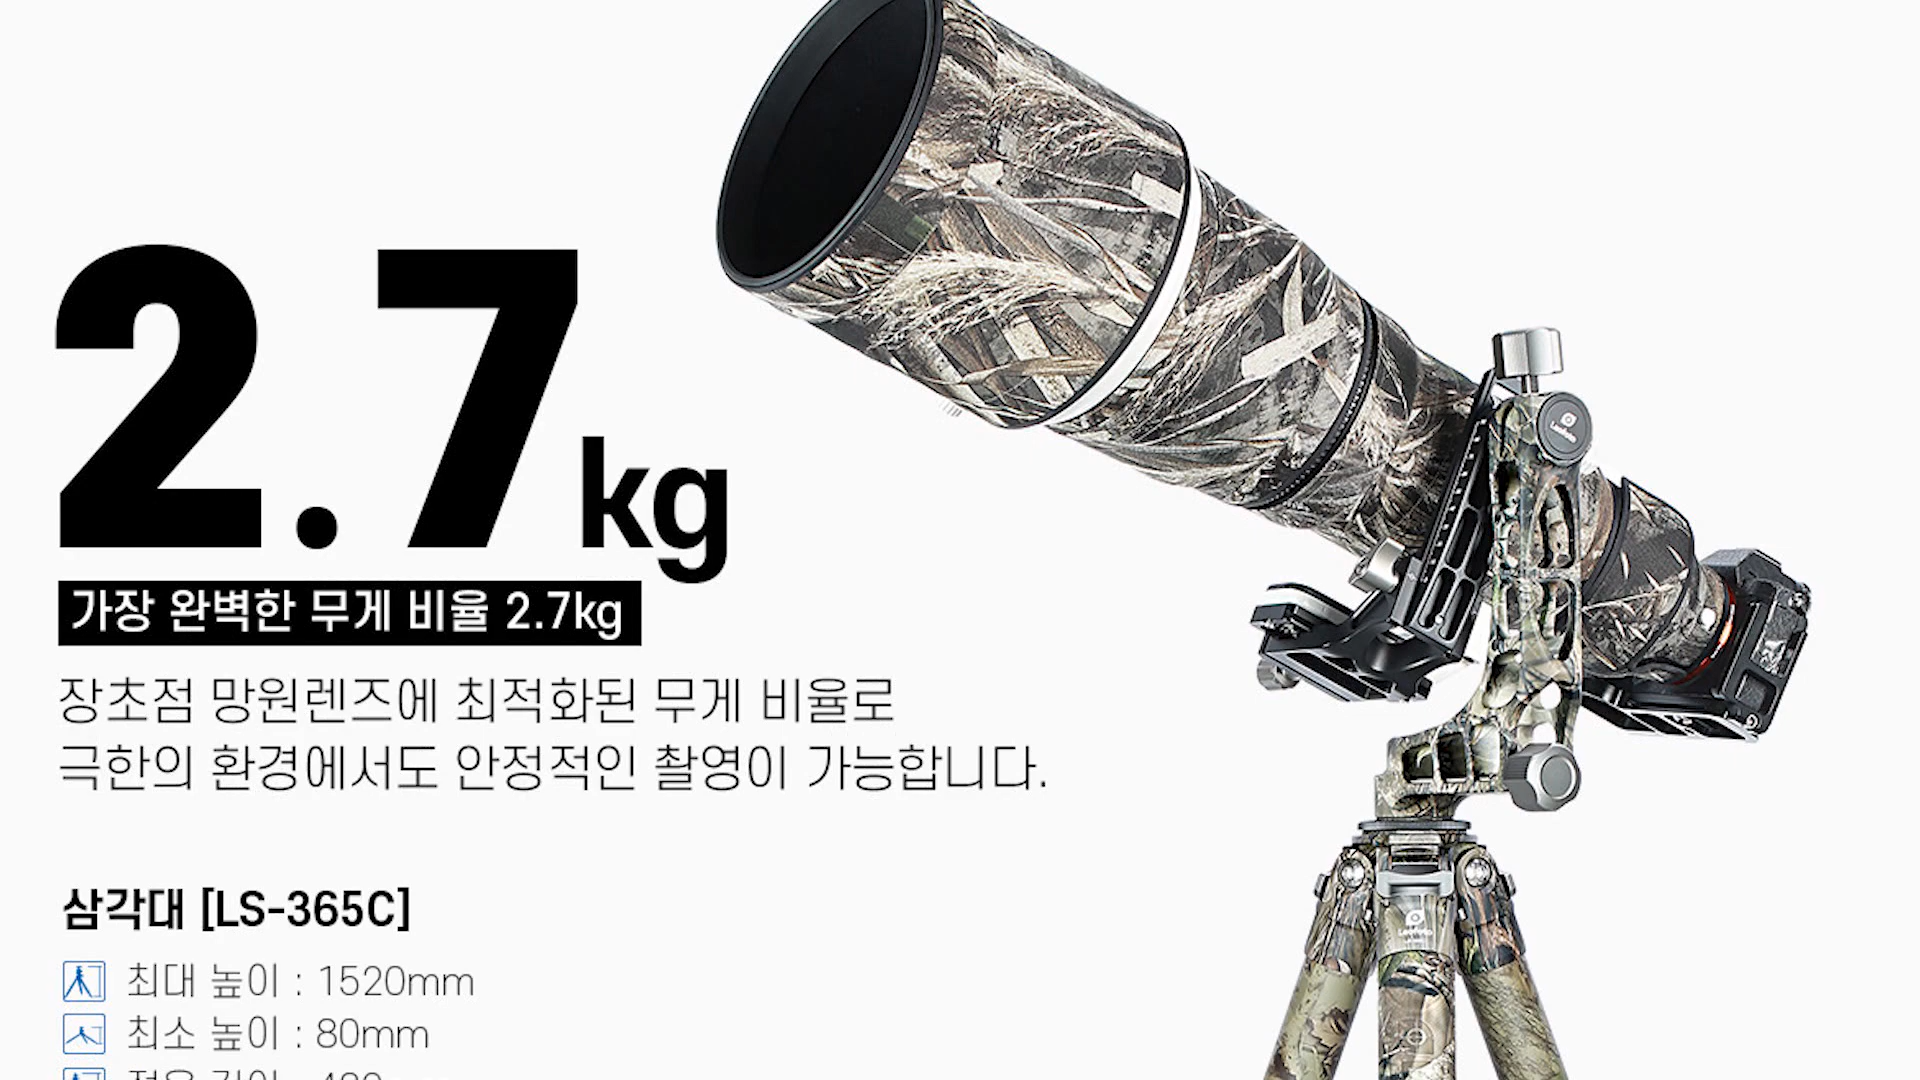 2.7kg
가장 완벽한 무게 비율 2.7kg
장초점 망원렌즈에 최적화된 무게 비율로
극한의 환경에서도 안정적인 촬영이 가능합니다.
삼각대 [LS-365C]
최대 높이 : 1520mm
최소 높이 : 80mm